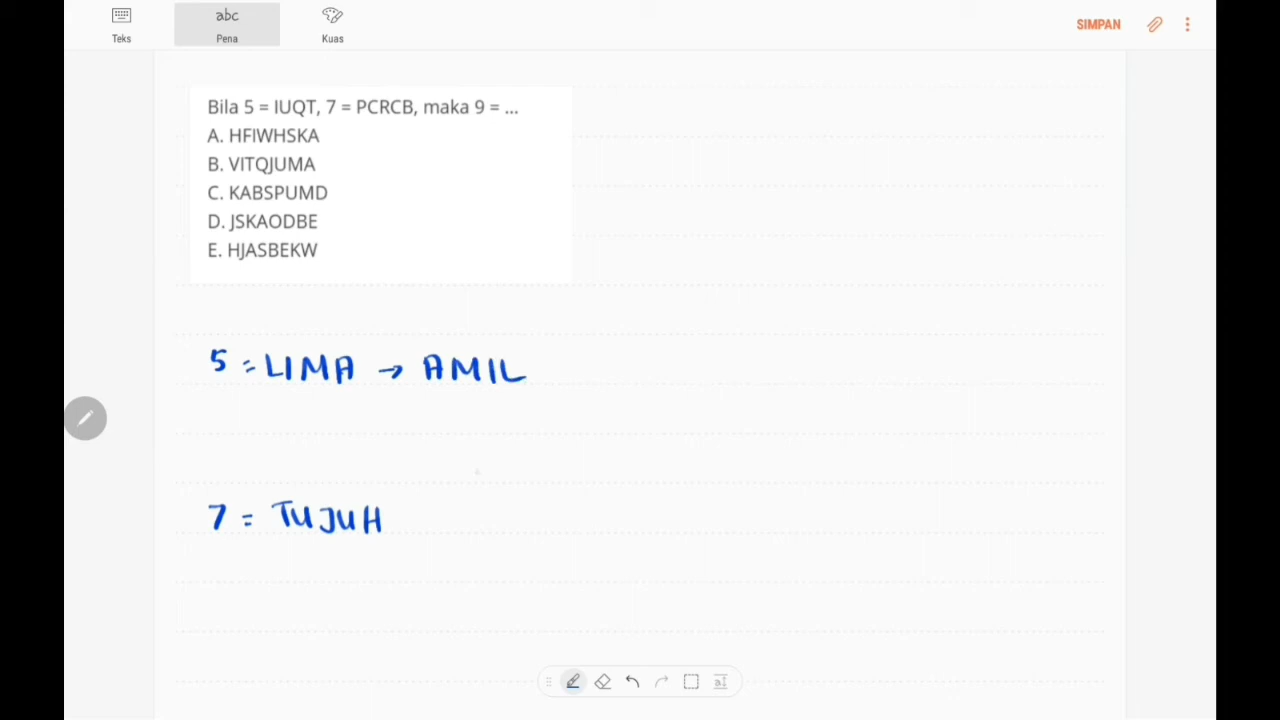 abc
SIMPAN
Teks
Pena
Kuas
Bila 5 = IUQT, 7 = PCRCB, maka 9 = ...
A. HFIWHSKA
B. VITQJUMA
C. KABSPUMD
D. JSKAODBE
E. HJASBEKW
5 = LIMA → AMIL
7 = TUJUH